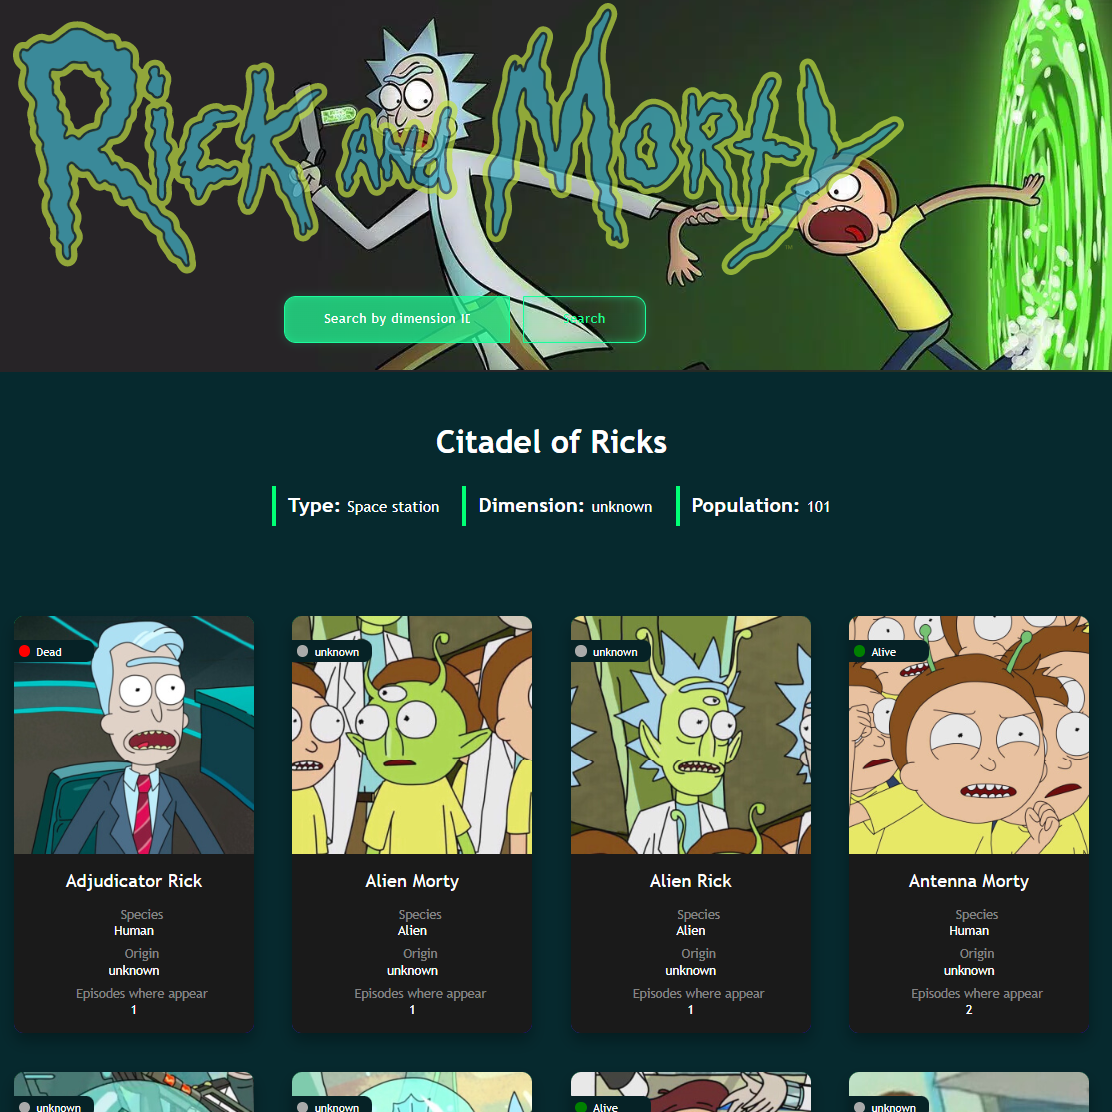 Rick and Morty
™
Search by dimension ID
Search
Citadel of Ricks
Type: Space station Dimension: unknown Population: 101
Dead
unknown
unknown
Alive
Adjudicator Rick
Alien Morty
Alien Rick
Antenna Morty
Species
Human
Species
Alien
Species
Alien
Species
Human
Origin
unknown
Origin
unknown
Origin
unknown
Origin
unknown
Episodes where appear
1
Episodes where appear
1
Episodes where appear
1
Episodes where appear
2
unknown
unknown
Alive
unknown